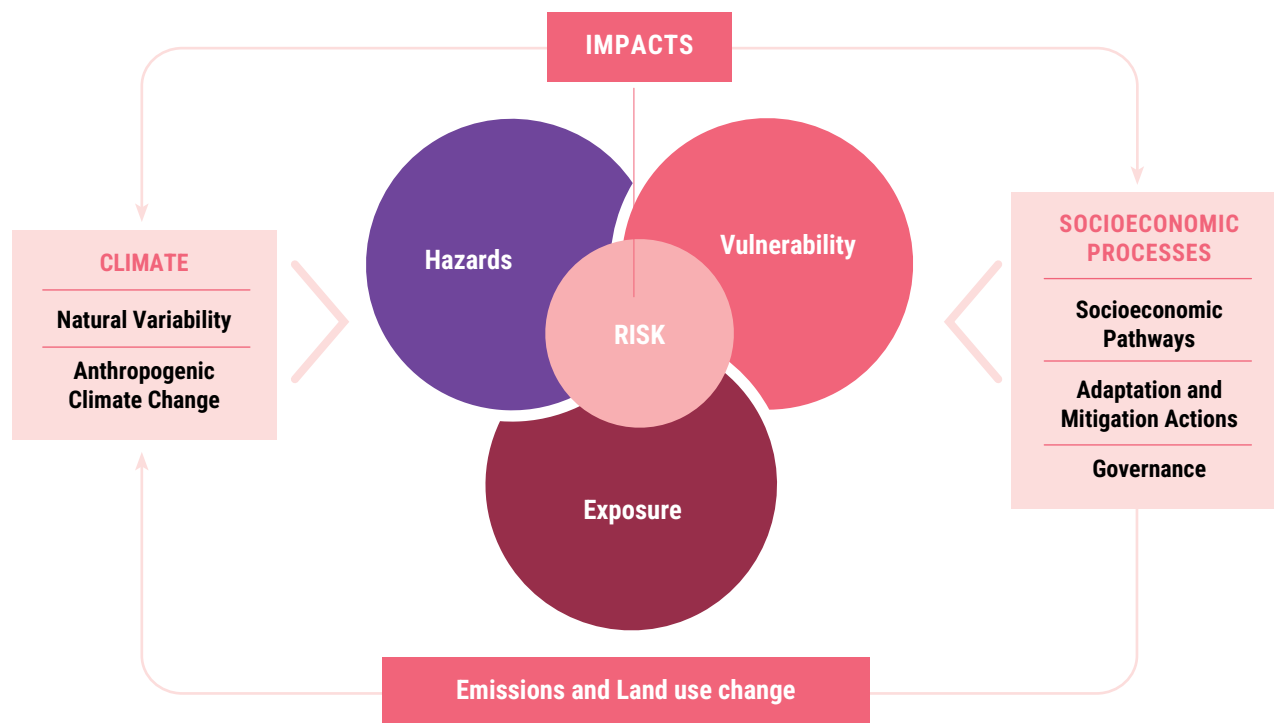 IMPACTS
Hazards
Vulnerability
RISK
Exposure
CLIMATE
Natural Variability
Anthropogenic
Climate Change
SOCIOECONOMIC
PROCESSES
Socioeconomic
Pathways
Adaptation and
Mitigation Actions
Governance
Emissions and Land use change